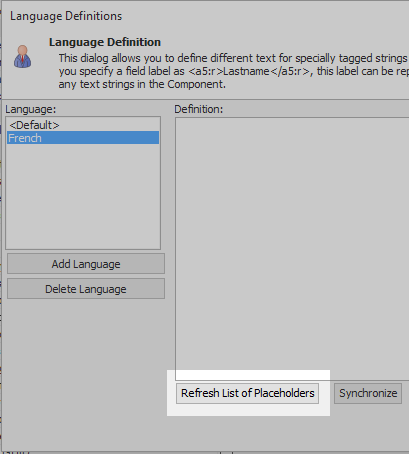 Language Definitions
Language Definition
This dialog allows you to define different text for specially tagged strings
you specify a field label as <a5:r>Lastname</a5:r>, this label can be rep
any text strings in the Component.
Language:
Definition:
<Default>
French
Add Language
Delete Language
Refresh List of Placeholders
Synchronize